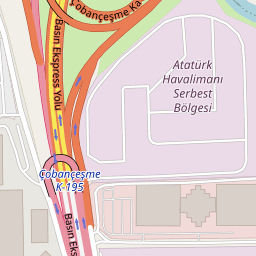 Çobançeşme Ka
Basın Ekspress Yolu
Atatürk
Havalimanı
Serbest
Bölgesi
Çobançeşme
K-195
Basın Eks